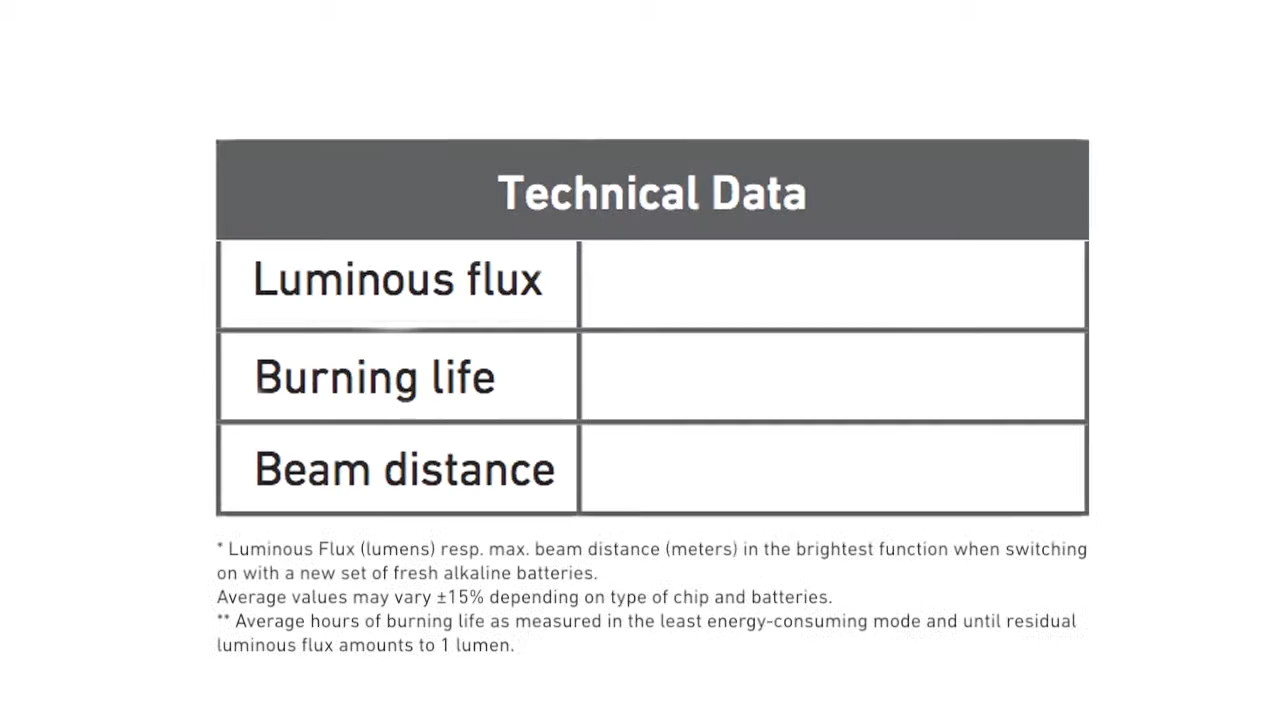 Technical Data
Luminous flux
Burning life
Beam distance
* Luminous Flux (lumens) resp. max. beam distance (meters) in the brightest function when switching
on with a new set of fresh alkaline batteries.
Average values may vary ±15% depending on type of chip and batteries.
** Average hours of burning life as measured in the least energy-consuming mode and until residual
luminous flux amounts to 1 lumen.